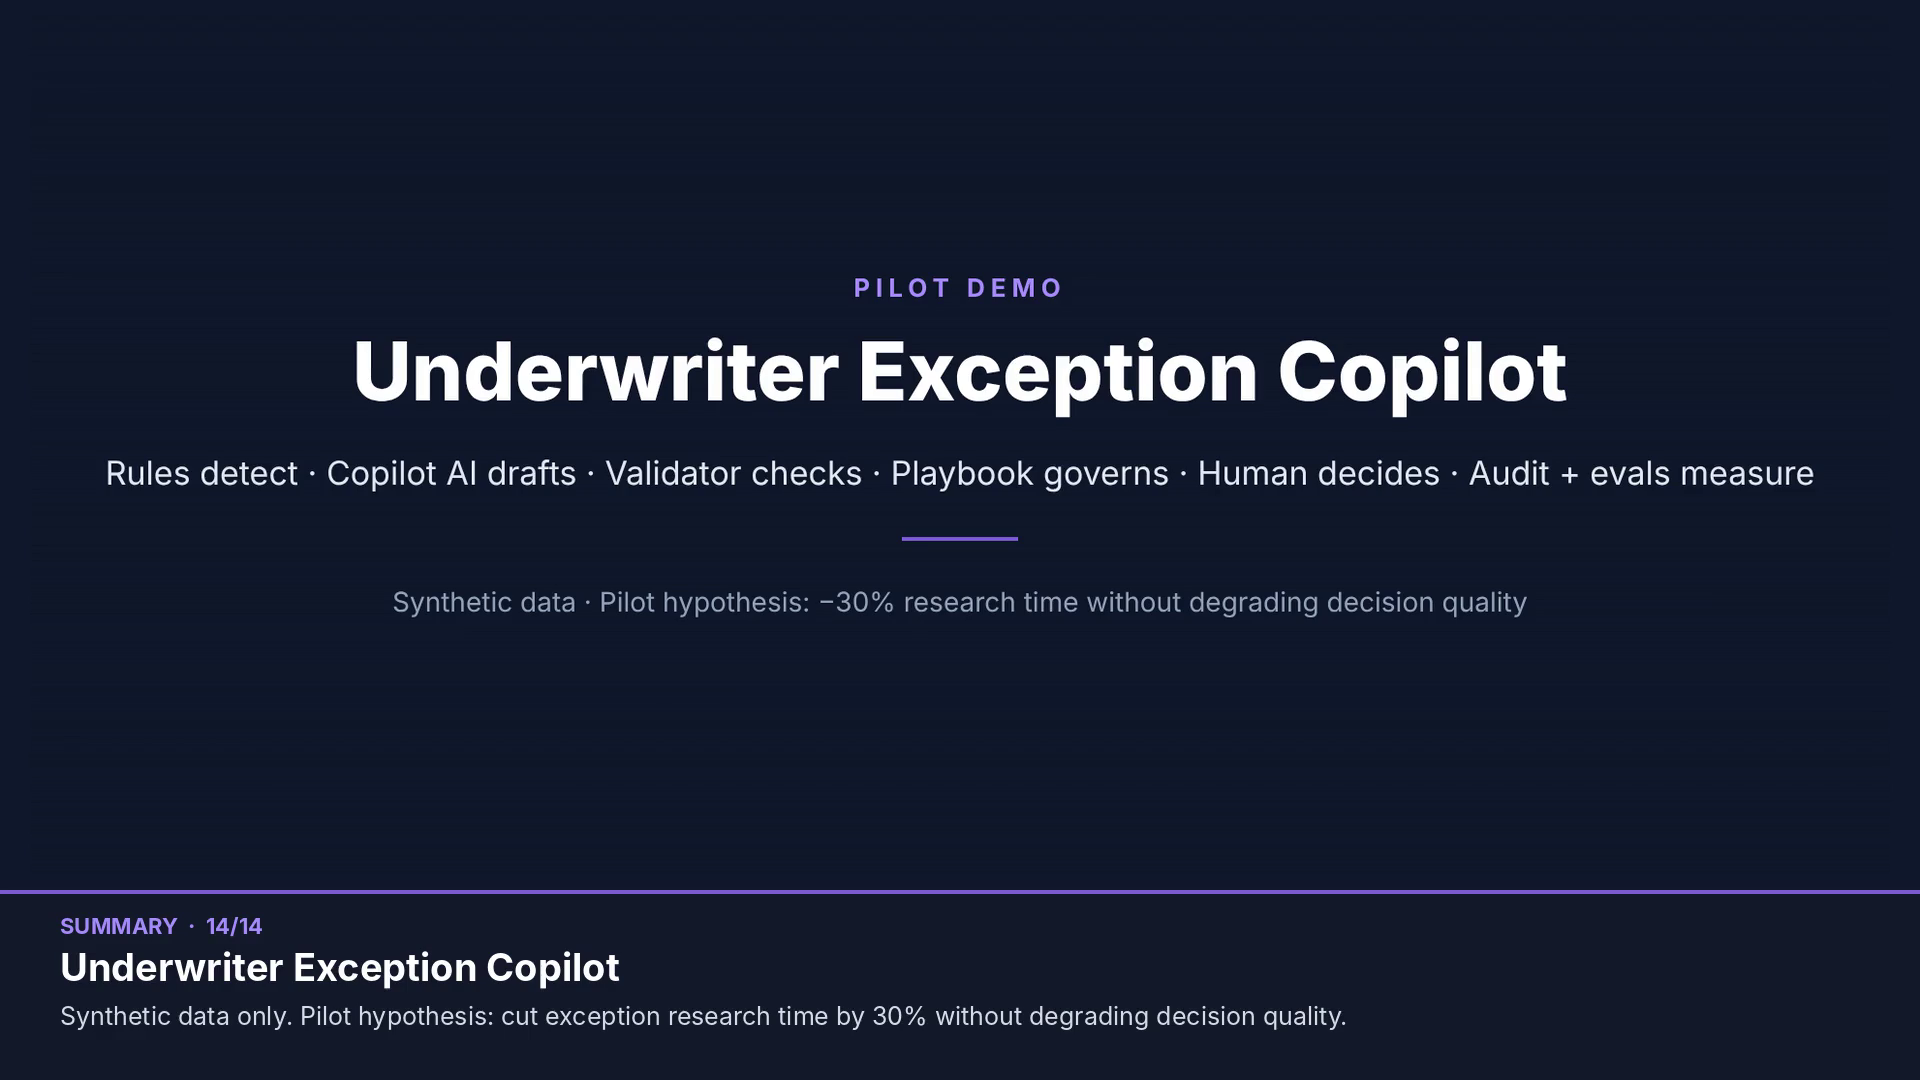 PILOT DEMO
Underwriter Exception Copilot
Rules detect · Copilot AI drafts · Validator checks · Playbook governs · Human decides · Audit + evals measure
Synthetic data · Pilot hypothesis: −30% research time without degrading decision quality
SUMMARY · 14/14
Underwriter Exception Copilot
Synthetic data only. Pilot hypothesis: cut exception research time by 30% without degrading decision quality.